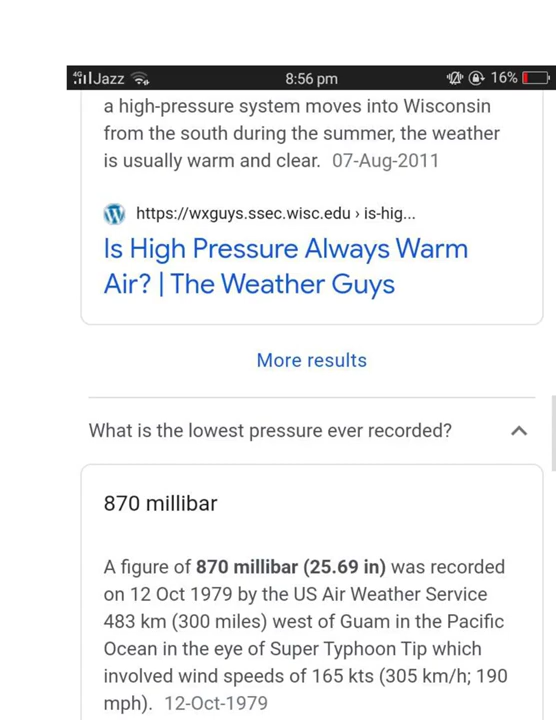 4G Jazz 8:56 pm 16%
a high-pressure system moves into Wisconsin
from the south during the summer, the weather
is usually warm and clear. 07-Aug-2011
https://wxguys.ssec.wisc.edu › is-hig...
Is High Pressure Always Warm
Air? | The Weather Guys
More results
What is the lowest pressure ever recorded?
870 millibar
A figure of 870 millibar (25.69 in) was recorded
on 12 Oct 1979 by the US Air Weather Service
483 km (300 miles) west of Guam in the Pacific
Ocean in the eye of Super Typhoon Tip which
involved wind speeds of 165 kts (305 km/h; 190
mph). 12-Oct-1979